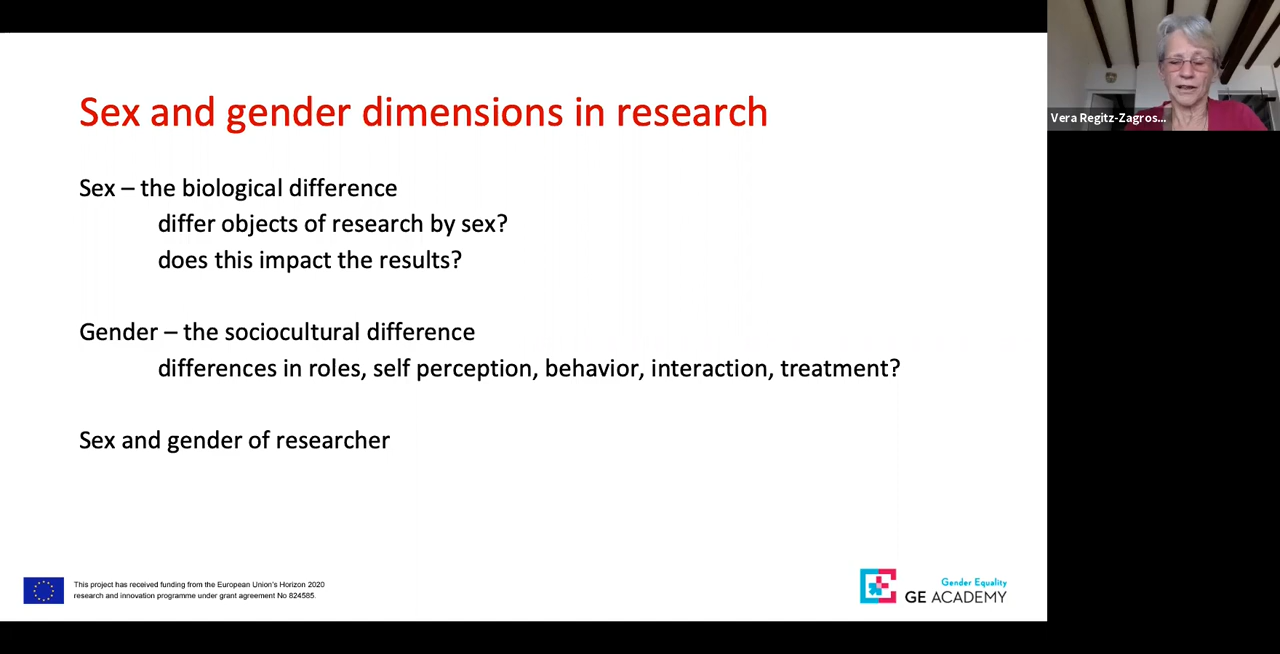 Sex and gender dimensions in research
Sex – the biological difference
differ objects of research by sex?
does this impact the results?
Gender – the sociocultural difference
differences in roles, self perception, behavior, interaction, treatment?
Sex and gender of researcher
This project has received funding from the European Union's Horizon 2020
research and innovation programme under grant agreement No 824585.
Gender Equality
GE ACADEMY
Vera Regitz-Zagros...